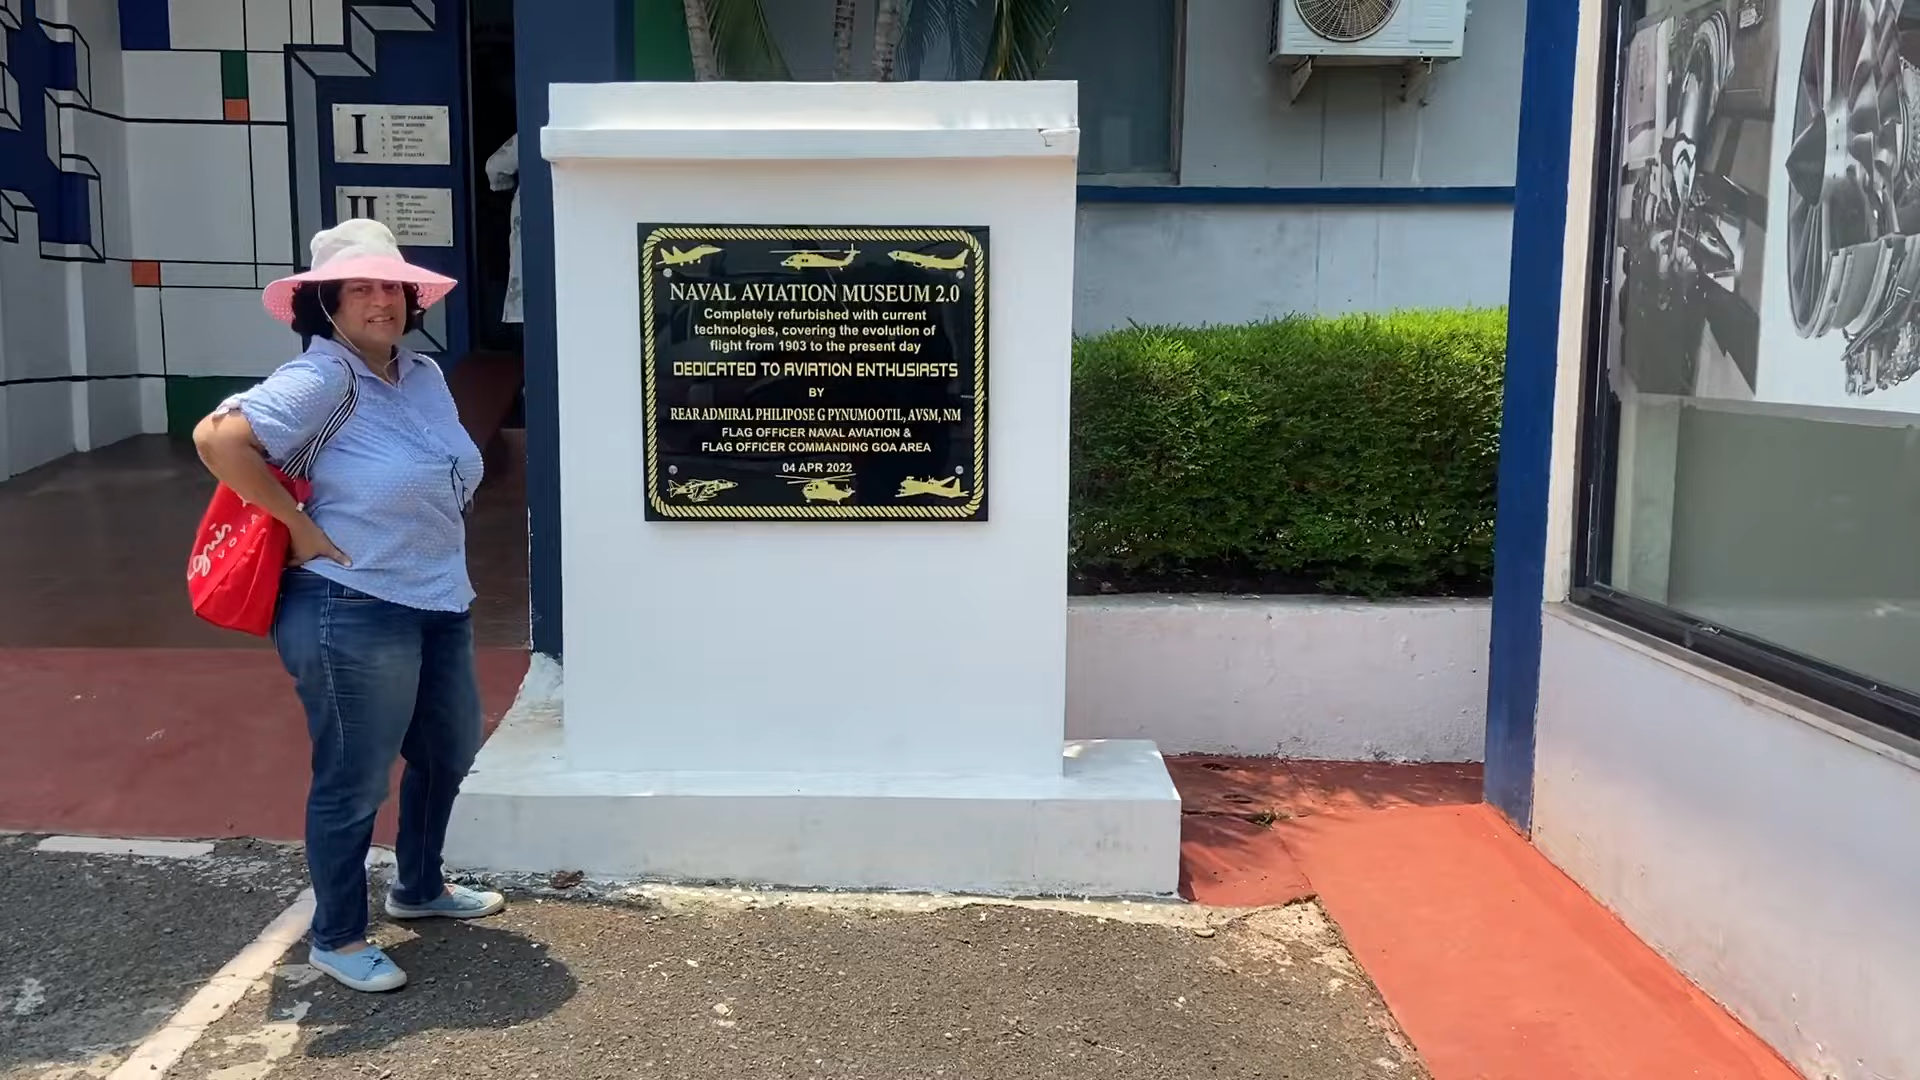 I
II
NAVAL AVIATION MUSEUM 2.0
Completely refurbished with current
technologies, covering the evolution of
flight from 1903 to the present day
DEDICATED TO AVIATION ENTHUSIASTS
BY
REAR ADMIRAL PHILIPOSE G PYNUMOOTIL, AVSM, NM
FLAG OFFICER NAVAL AVIATION &
FLAG OFFICER COMMANDING GOA AREA
04 APR 2022